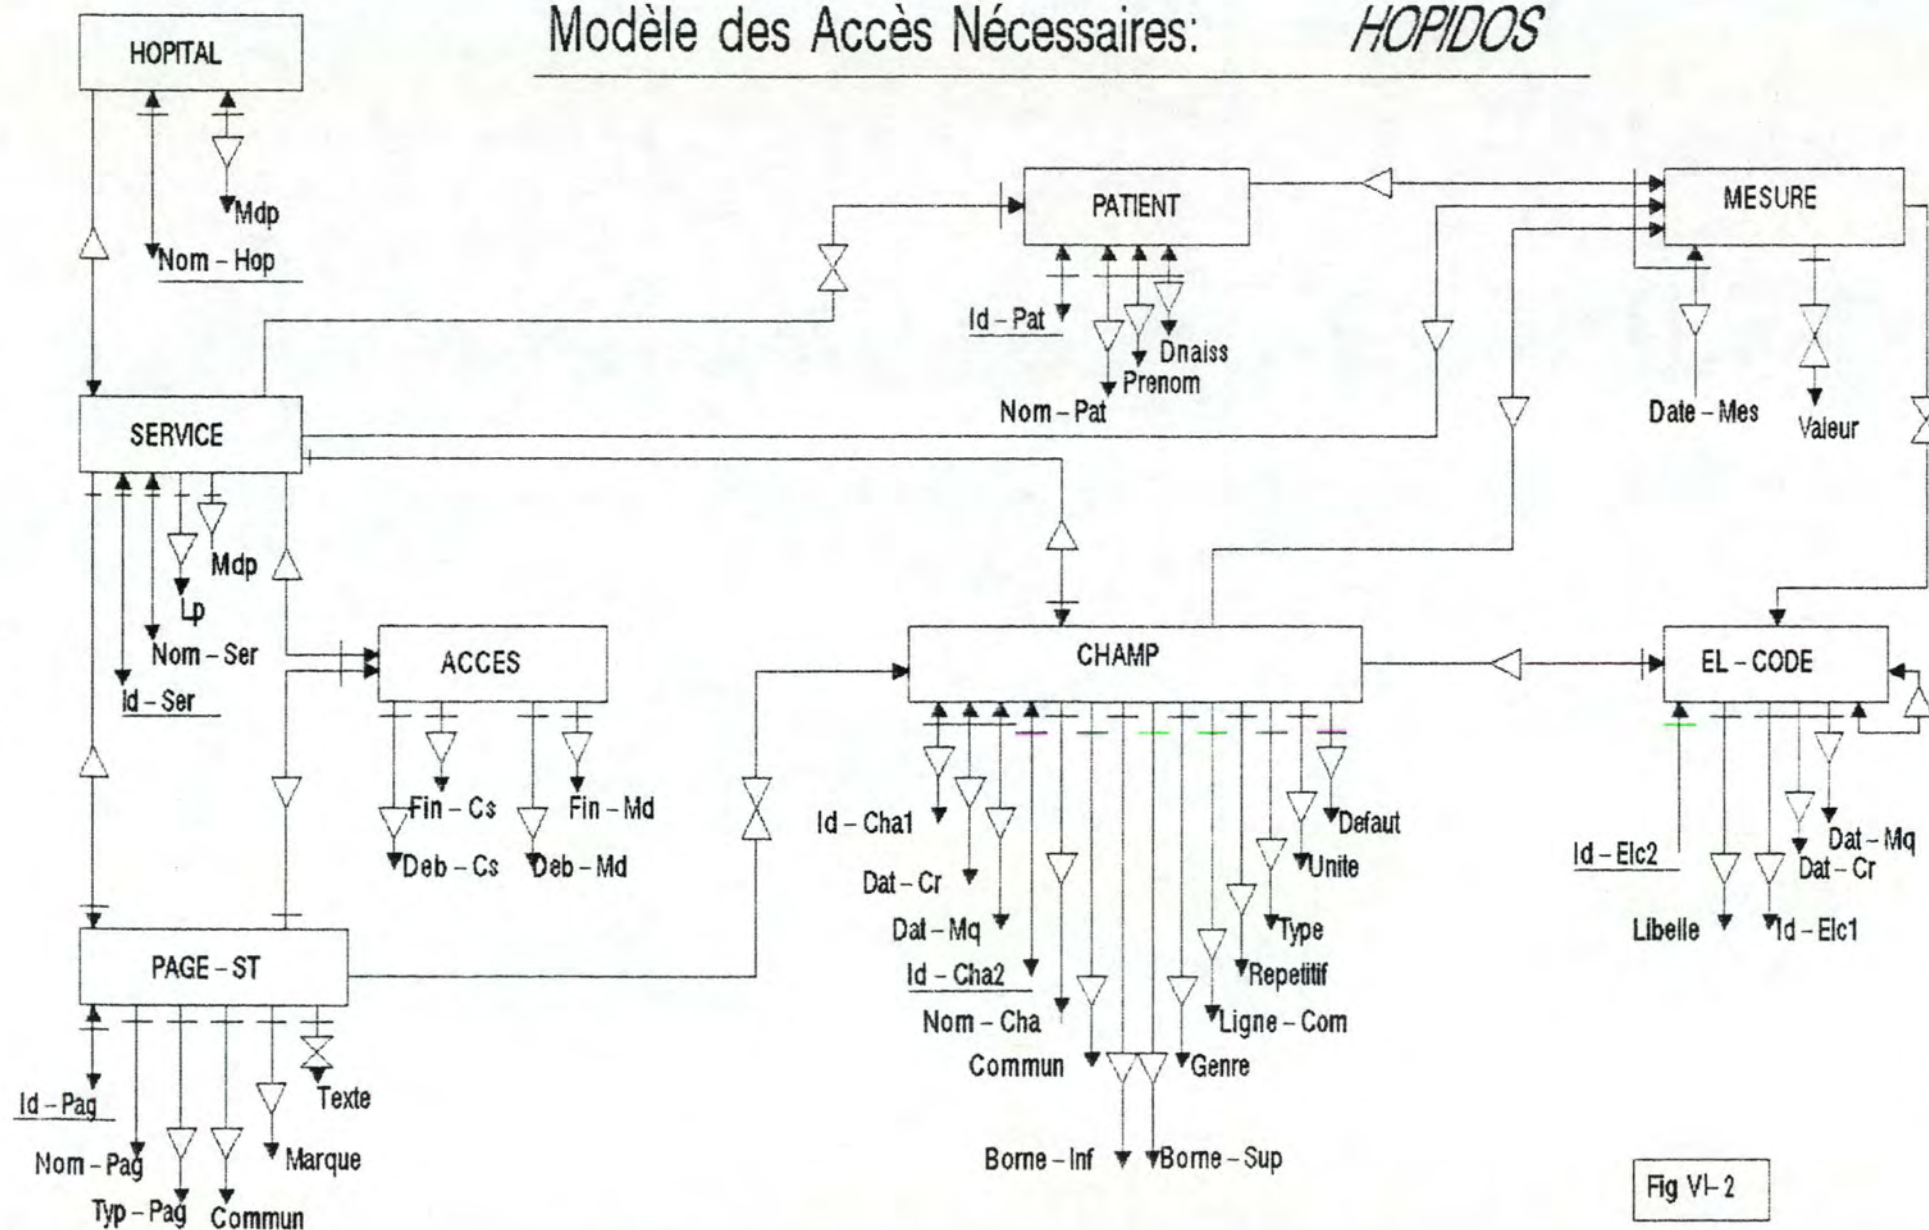 Modèle des Accès Nécessaires: HOPIDOS
HOPITAL
Mdp
Nom-Hop
PATIENT
MESURE
Id-Pat
Dnaiss
Prenom
Nom-Pat
Date-Mes
Valeur
SERVICE
Mdp
Lp
Nom-Ser
Id-Ser
ACCES
CHAMP
EL-CODE
Fin-Cs
Fin-Md
Deb-Cs
Deb-Md
Id-Cha1
Defaut
Unite
Dat-Cr
Dat-Mq
Type
Id-Cha2
Repetitif
Nom-Cha
Ligne-Com
Commun
Genre
Borne-Inf
Borne-Sup
Id-Elc2
Dat-Mq
Dat-Cr
Libelle
Id-Elc1
PAGE-ST
Id-Pag
Texte
Nom-Pag
Marque
Typ-Pag
Commun
Fig VI-2